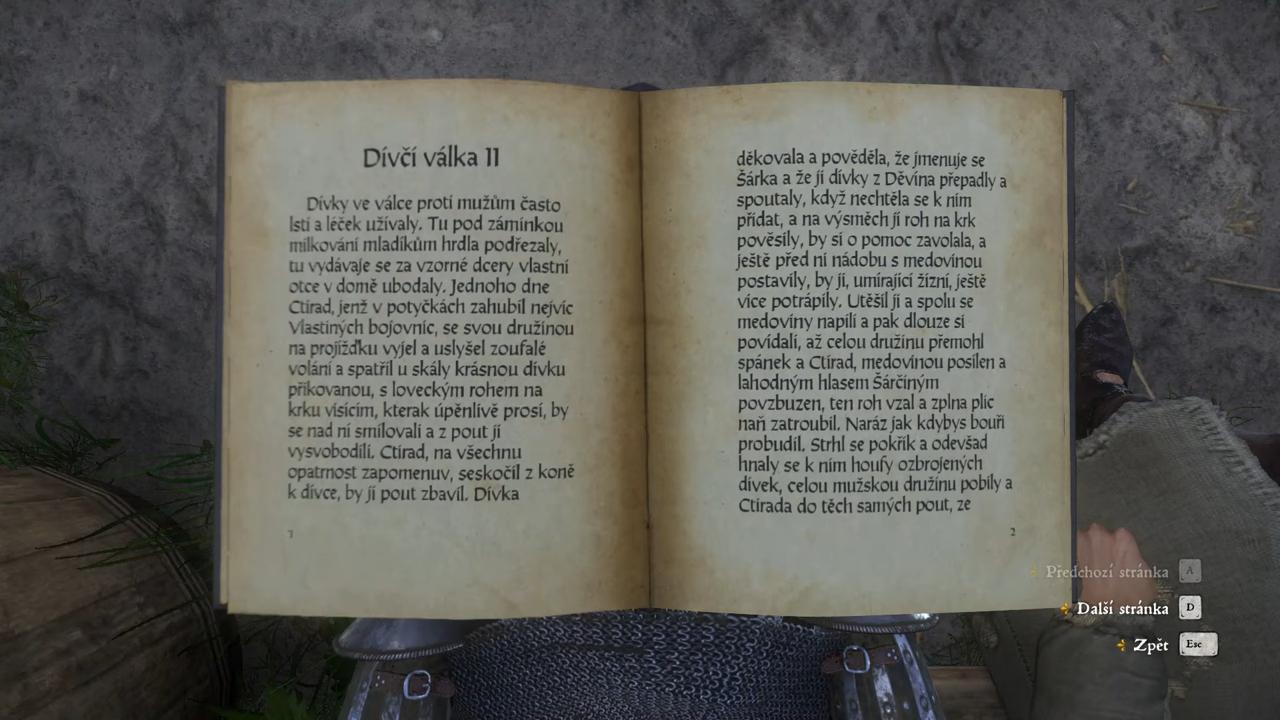 Dívčí válka II
Dívky ve válce proti mužům často
lsti a léček užívaly. Tu pod záminkou
milkování mladíkům hrdla podřezaly,
tu vydávaje se za vzorné dcery vlastní
otce v domě ubodaly. Jednoho dne
Ctirad, jenž v potyčkách zahubil nejvíc
Vlastiných bojovnic, se svou družinou
na projížďku vyjel a uslyšel zoufalé
volání a spatřil u skály krásnou dívku
přikovanou, s loveckým rohem na
krku visícím, kterak úpěnlivě prosí, by
se nad ní smilovali a z pout ji
vysvobodili. Ctirad, na všechnu
opatrnost zapomenuv, seskočil z koně
k dívce, by ji pout zbavil. Dívka
1
děkovala a pověděla, že jmenuje se
Šárka a že ji dívky z Děvína přepadly a
spoutaly, když nechtěla se k nim
přidat, a na výsměch jí roh na krk
pověsily, by si o pomoc zavolala, a
ještě před ní nádobu s medovinou
postavily, by ji, umírající žízní, ještě
více potrápily. Utěšil ji a spolu se
medoviny napili a pak dlouze si
povídali, až celou družinu přemohl
spánek a Ctirad, medovinou posílen a
lahodným hlasem Šárčiným
povzbuzen, ten roh vzal a zplna plic
naň zatroubil. Naráz jak kdybys bouři
probudil. Strhl se pokřik a odevšad
hnaly se k nim houfy ozbrojených
dívek, celou mužskou družinu pobily a
Ctirada do těch samých pout, ze
2
Předchozí stránka A
Další stránka D
Zpět Esc